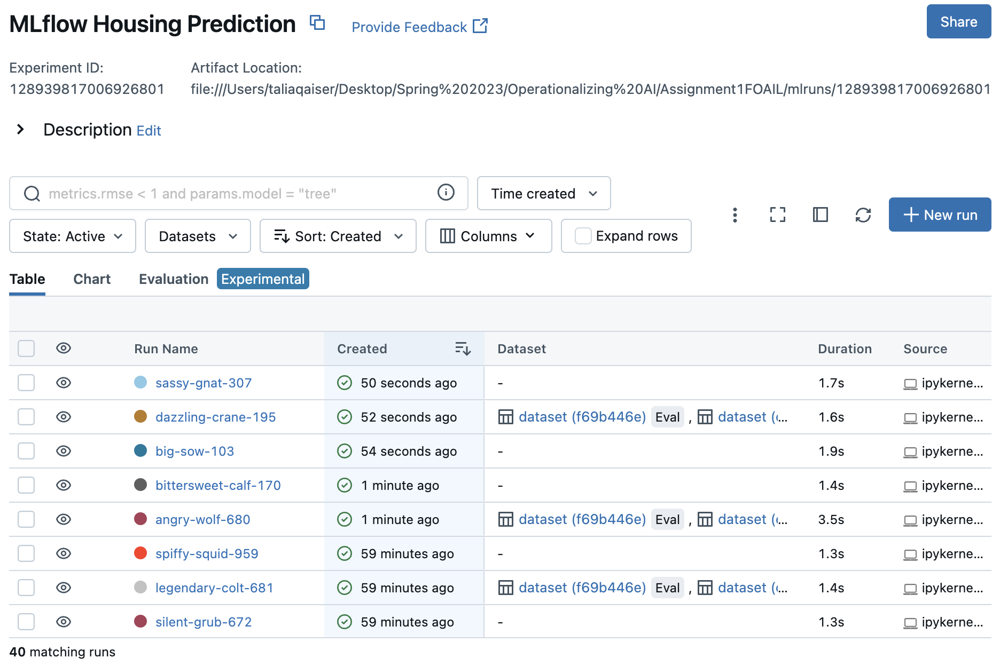 MLflow Housing Prediction Provide Feedback Share
Experiment ID: Artifact Location:
128939817006926801 file:///Users/taliaqaiser/Desktop/Spring%202023/Operationalizing%20AI/Assignment1FOAIL/mlruns/128939817006926801
Description Edit
metrics.rmse < 1 and params.model = "tree" Time created
New run
State: Active Datasets Sort: Created Columns Expand rows
Table Chart Evaluation Experimental
Run Name Created Dataset Duration Source
sassy-gnat-307 50 seconds ago - 1.7s ipykerne...
dazzling-crane-195 52 seconds ago dataset (f69b446e) Eval , dataset (... 1.6s ipykerne...
big-sow-103 54 seconds ago - 1.9s ipykerne...
bittersweet-calf-170 1 minute ago - 1.4s ipykerne...
angry-wolf-680 1 minute ago dataset (f69b446e) Eval , dataset (... 3.5s ipykerne...
spiffy-squid-959 59 minutes ago - 1.3s ipykerne...
legendary-colt-681 59 minutes ago dataset (f69b446e) Eval , dataset (... 1.4s ipykerne...
silent-grub-672 59 minutes ago - 1.3s ipykerne...
40 matching runs